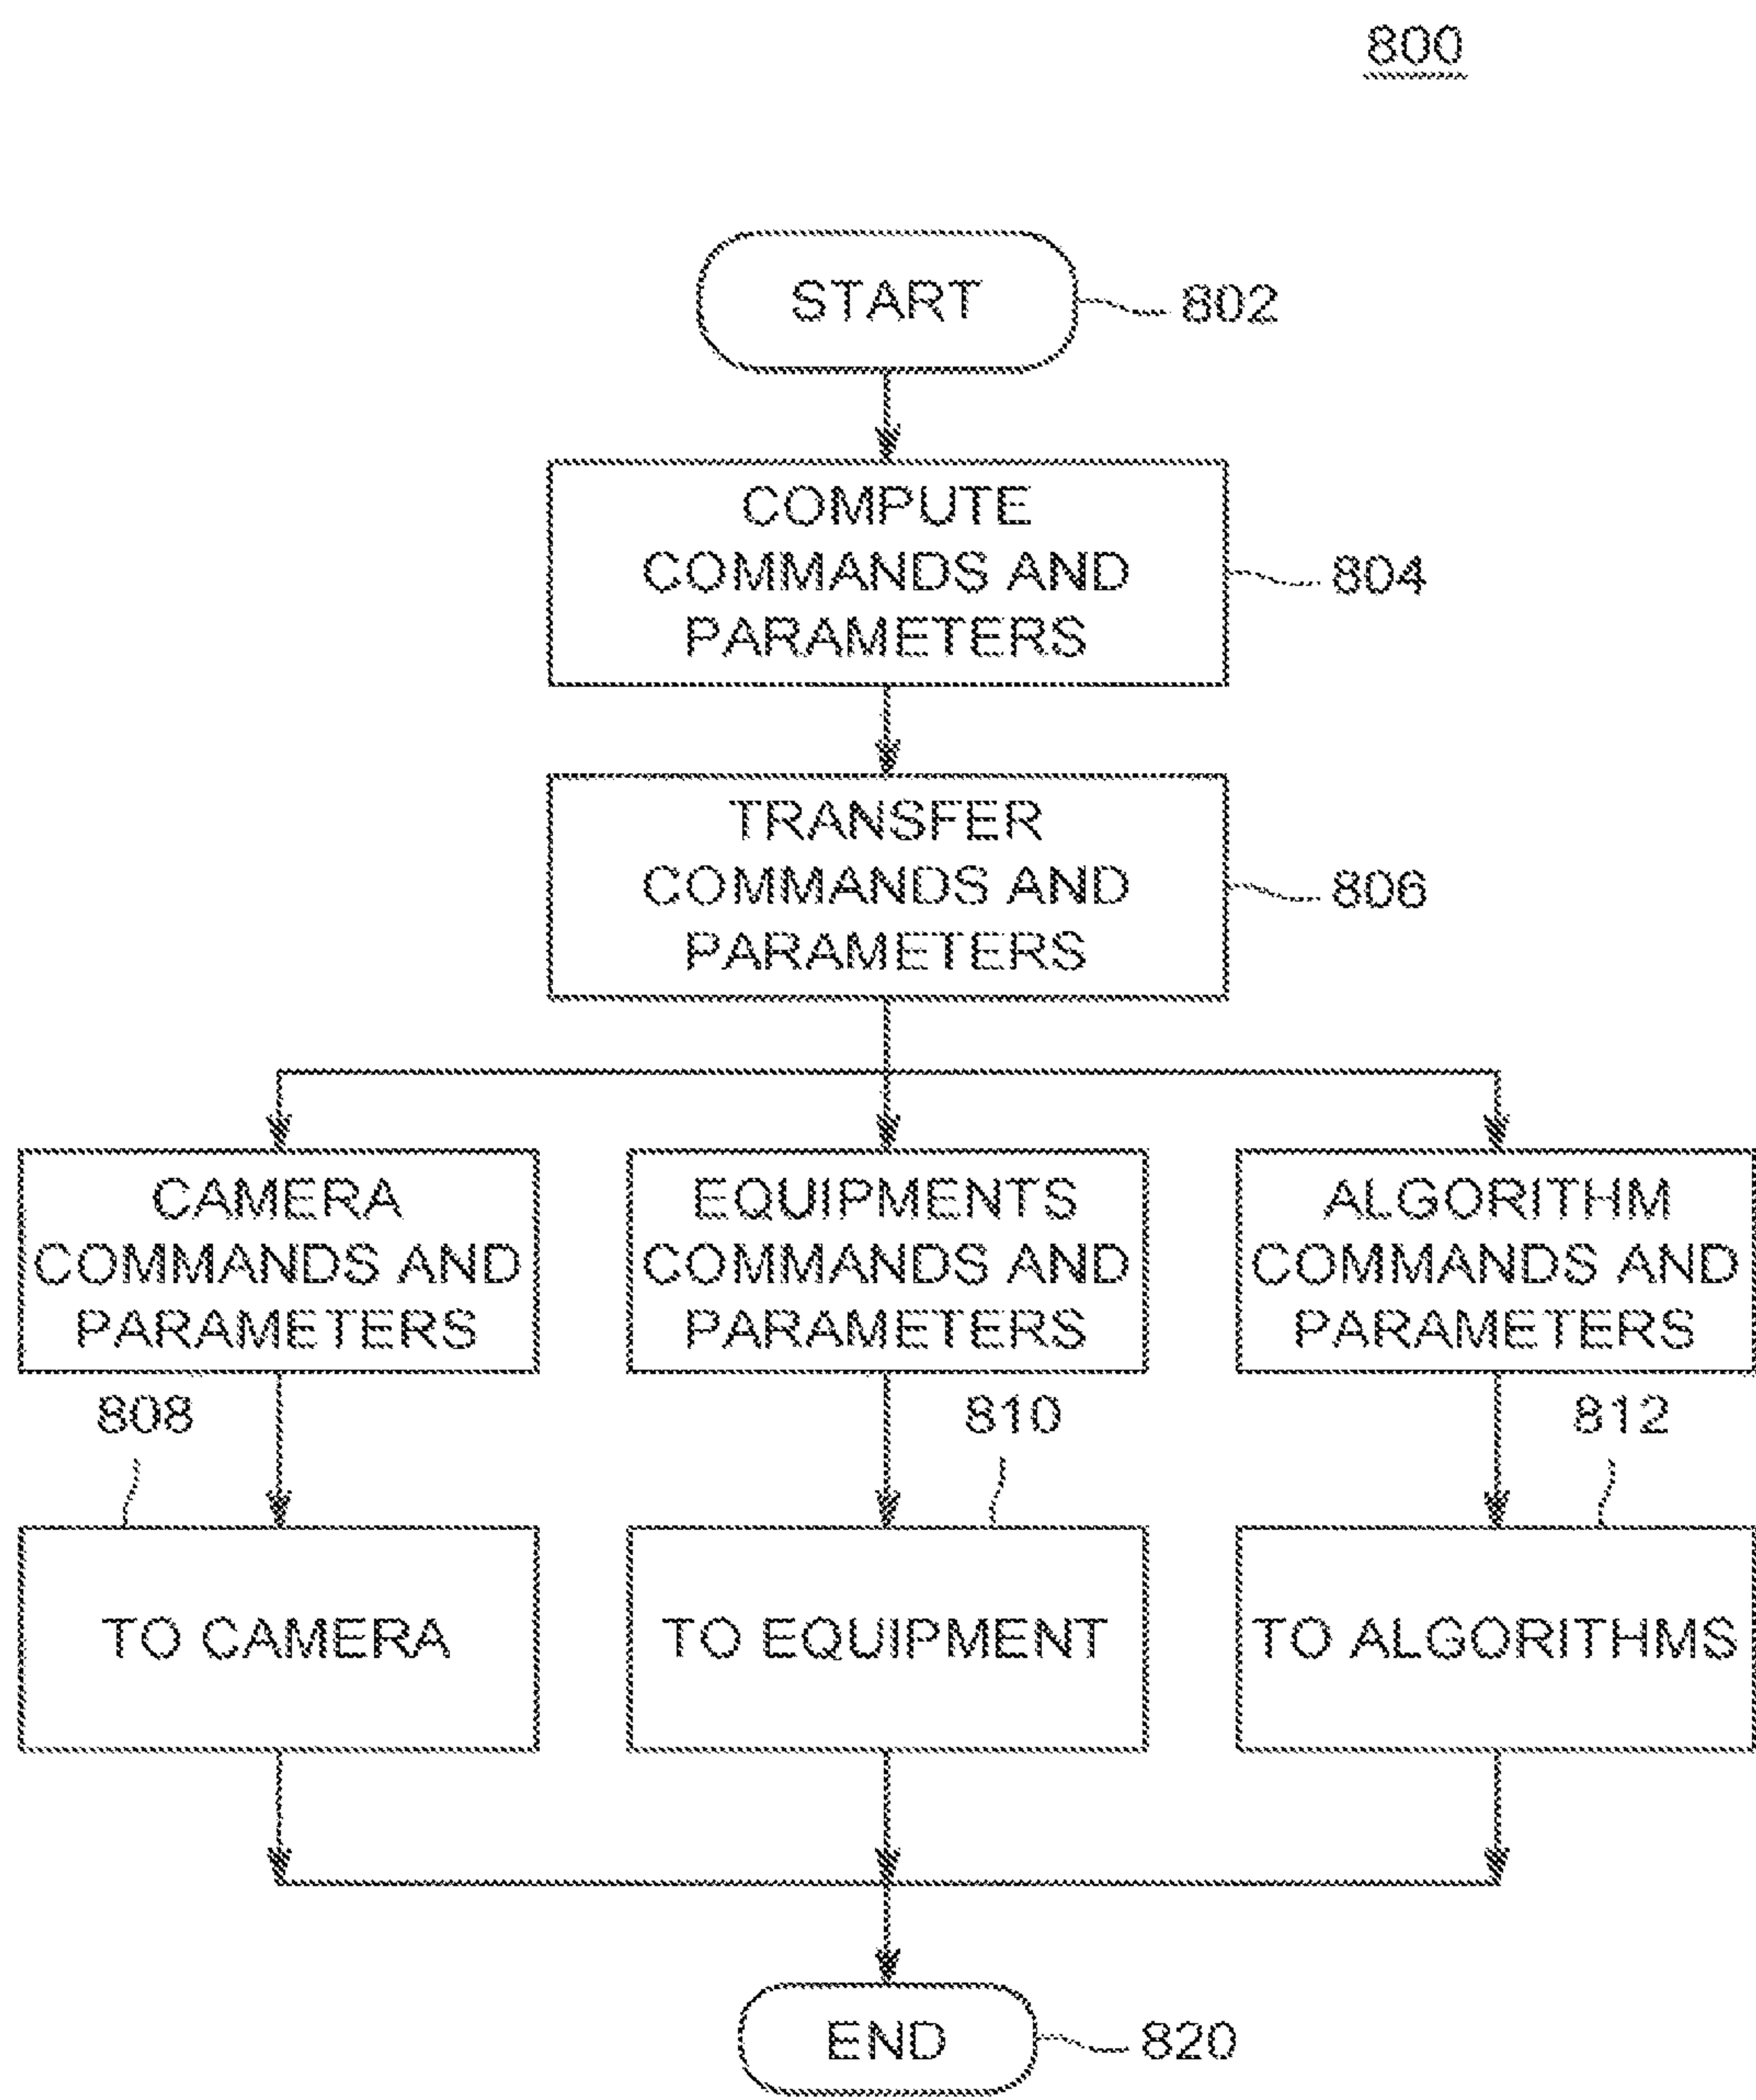 800
START
802
COMPUTE
COMMANDS AND
PARAMETERS
804
TRANSFER
COMMANDS AND
PARAMETERS
806
CAMERA
COMMANDS AND
PARAMETERS
EQUIPMENTS
COMMANDS AND
PARAMETERS
ALGORITHM
COMMANDS AND
PARAMETERS
808
810
812
TO CAMERA
TO EQUIPMENT
TO ALGORITHMS
END
820